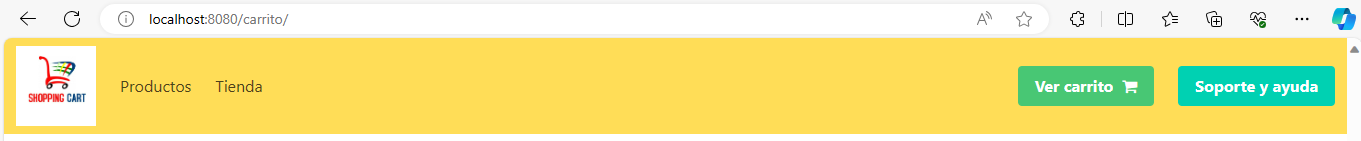 localhost:8080/carrito/
SHOPPING CART
Productos Tienda Ver carrito Soporte y ayuda